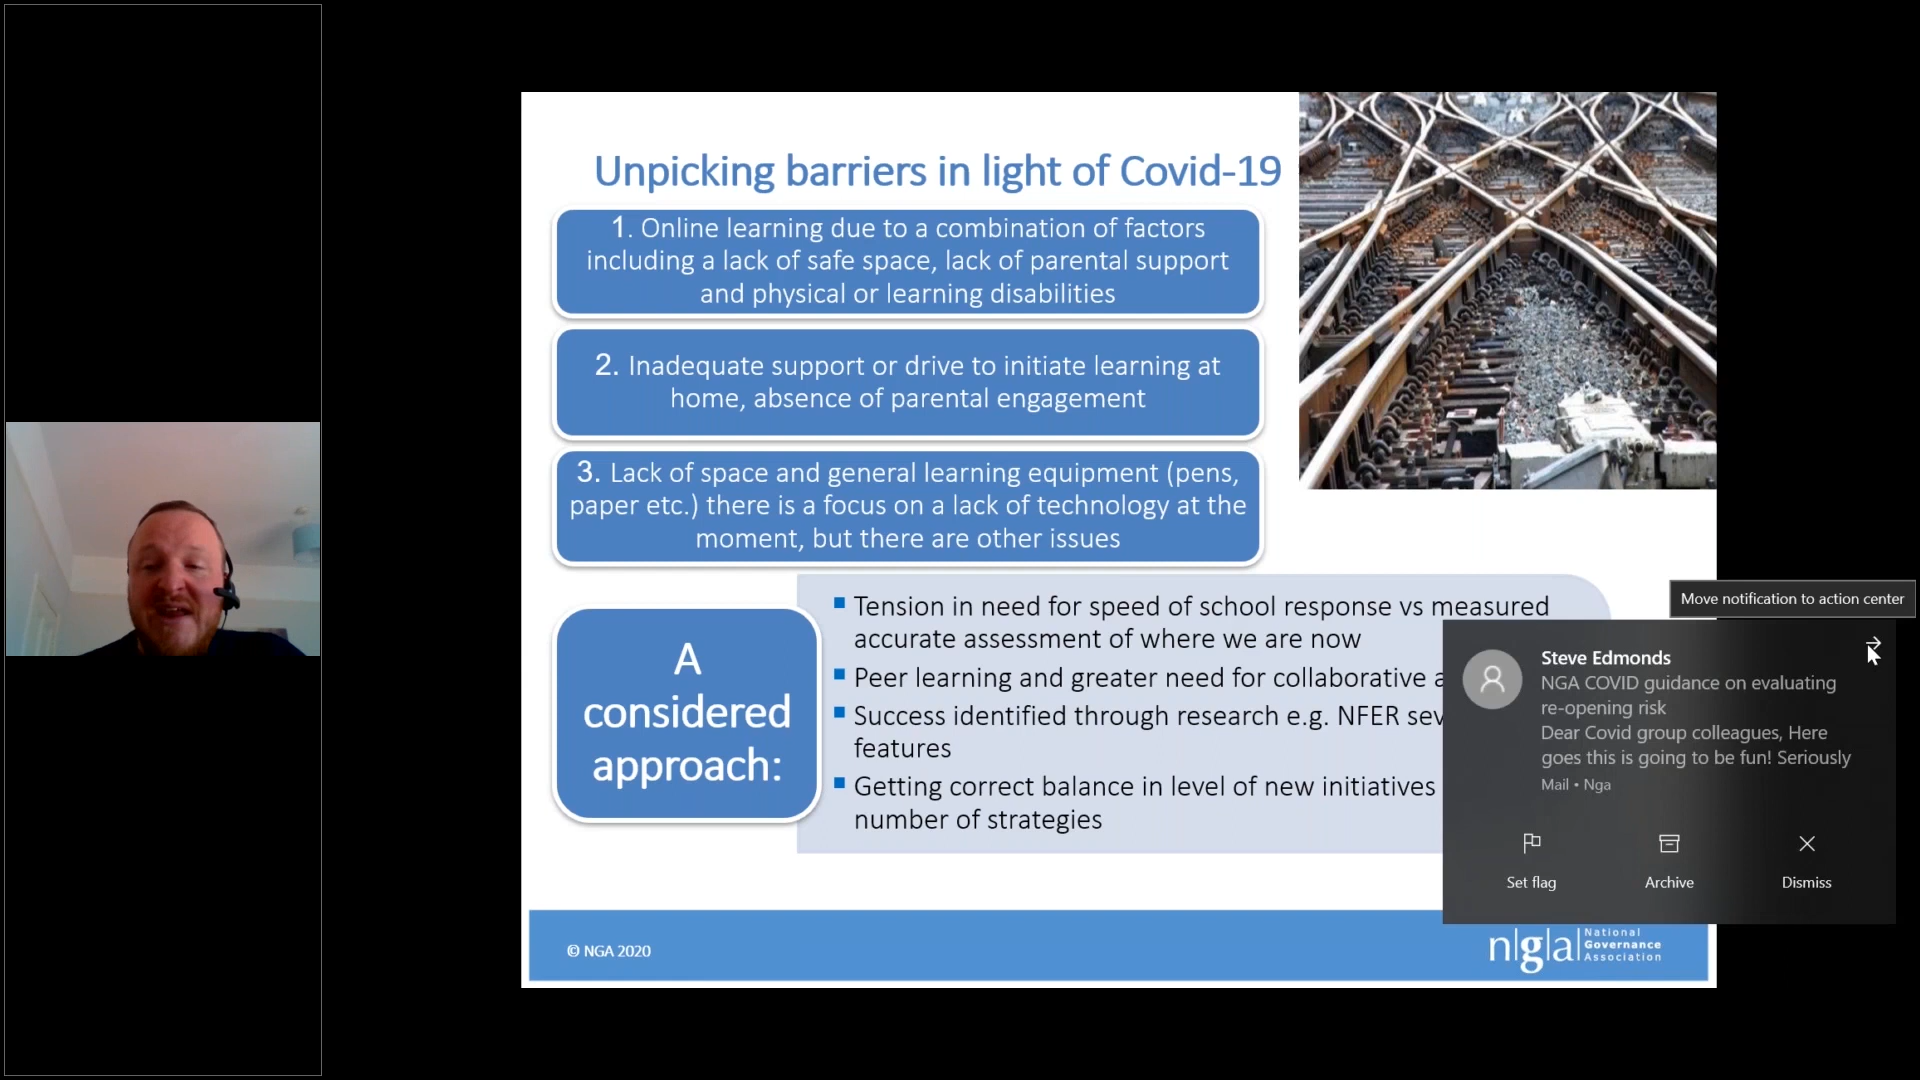 Unpicking barriers in light of Covid-19
1. Online learning due to a combination of factors
including a lack of safe space, lack of parental support
and physical or learning disabilities
2. Inadequate support or drive to initiate learning at
home, absence of parental engagement
3. Lack of space and general learning equipment (pens,
paper etc.) there is a focus on a lack of technology at the
moment, but there are other issues
A
considered
approach:
Tension in need for speed of school response vs measured
accurate assessment of where we are now
Peer learning and greater need for collaborative
Success identified through research e.g. NFER
features
Getting correct balance in level of new initiatives
number of strategies
Move notification to action center
Steve Edmonds
NGA COVID guidance on evaluating
re-opening risk
Dear Covid group colleagues, Here
goes this is going to be fun! Seriously
Mail • Nga
Set flag
Archive
Dismiss
© NGA 2020
n|g|a|
National
Governance
Association